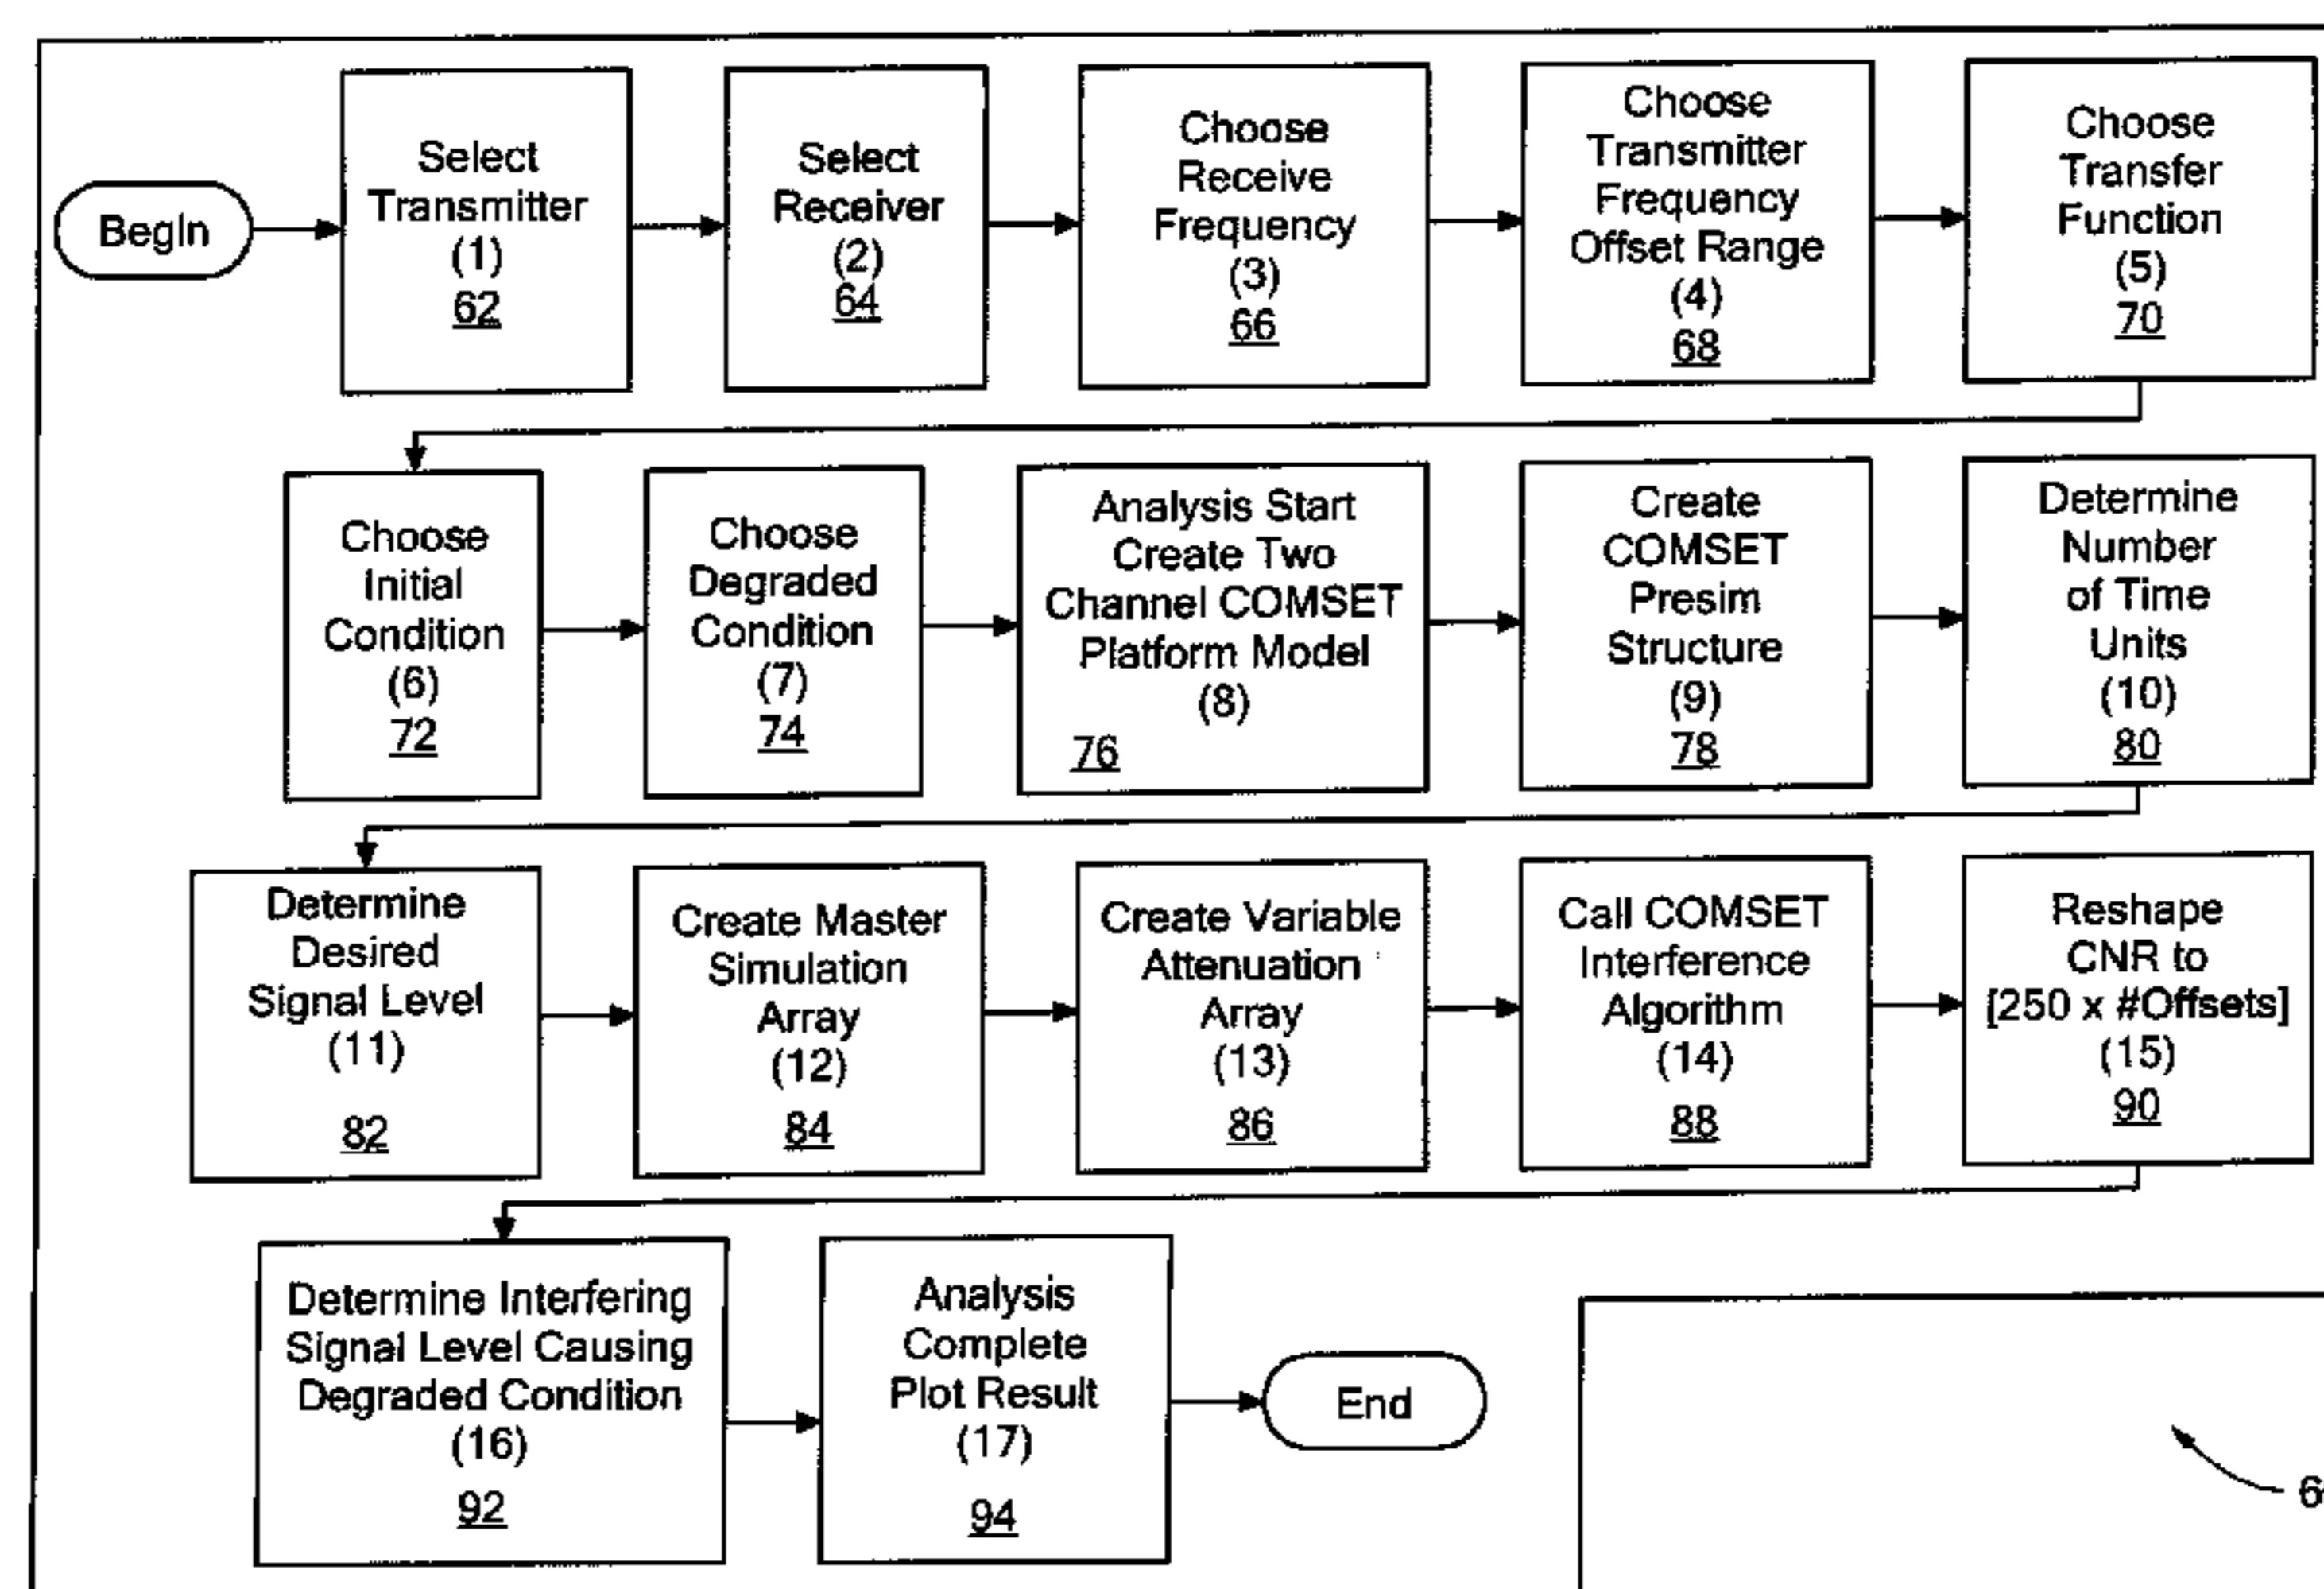 Begin
Select
Transmitter
(1)
62
Select
Receiver
(2)
64
Choose
Receive
Frequency
(3)
66
Choose
Transmitter
Frequency
Offset Range
(4)
68
Choose
Transfer
Function
(5)
70
Choose
Initial
Condition
(6)
72
Choose
Degraded
Condition
(7)
74
Analysis Start
Create Two
Channel COMSET
Platform Model
(8)
76
Create
COMSET
Presim
Structure
(9)
78
Determine
Number
of Time
Units
(10)
80
Determine
Desired
Signal Level
(11)
82
Create Master
Simulation
Array
(12)
84
Create Variable
Attenuation
Array
(13)
86
Call COMSET
Interference
Algorithm
(14)
88
Reshape
CNR to
[250 x #Offsets]
(15)
90
Determine Interfering
Signal Level Causing
Degraded Condition
(16)
92
Analysis
Complete
Plot Result
(17)
94
End